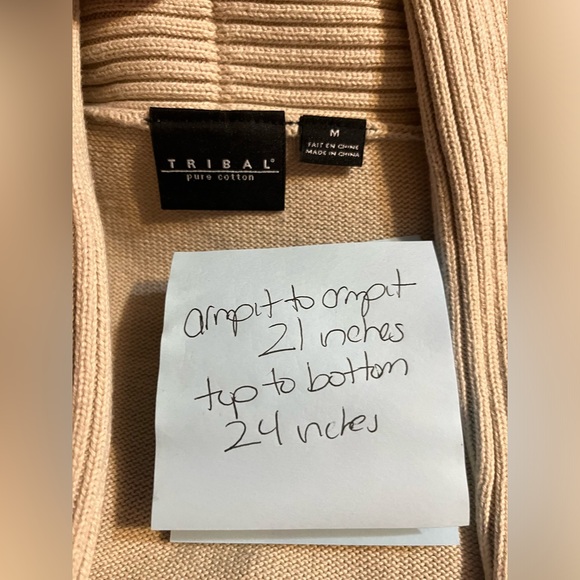 TRIBAL®
pure cotton
M
FAIT EN CHINE
MADE IN CHINA
armpit to armpit
21 inches
top to bottom
24 inches